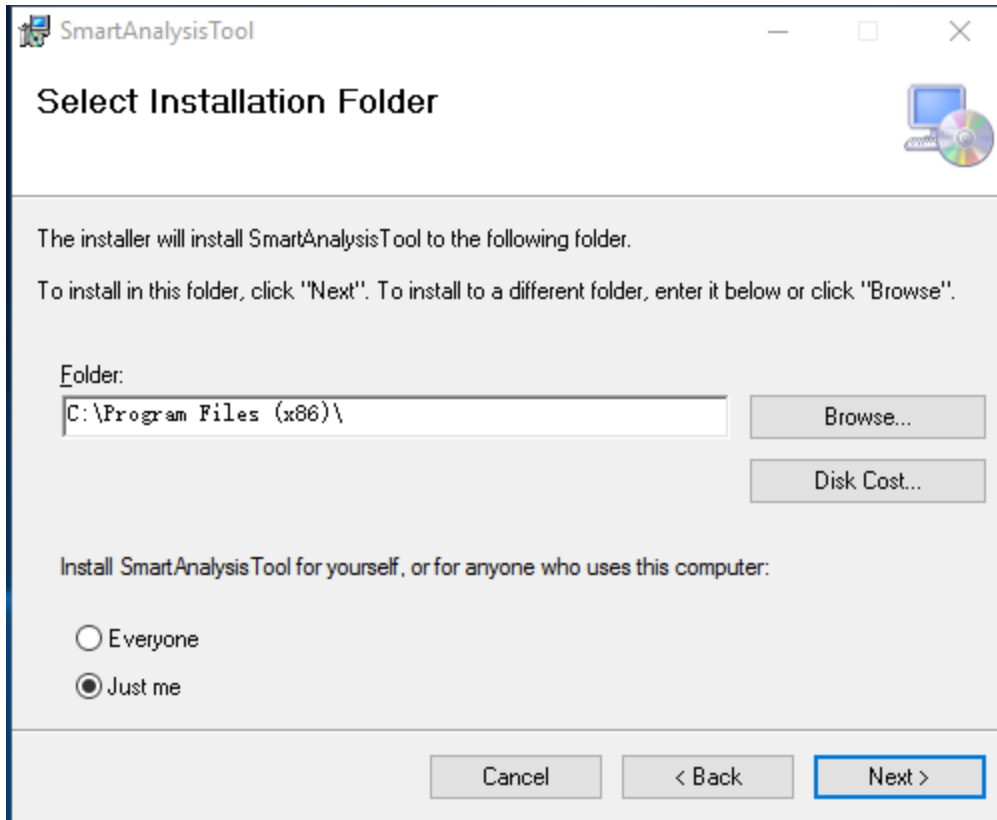 SmartAnalysisTool
Select Installation Folder
The installer will install SmartAnalysisTool to the following folder.
To install in this folder, click "Next". To install to a different folder, enter it below or click "Browse".
Folder:
C:\Program Files (x86)\
Browse...
Disk Cost...
Install SmartAnalysisTool for yourself, or for anyone who uses this computer:
Everyone
Just me
Cancel
< Back
Next >